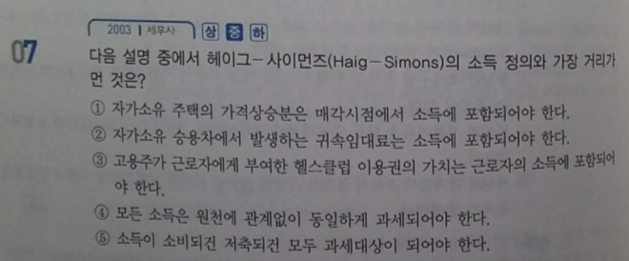 2003 | 세무사 상 중 하
07
다음 설명 중에서 헤이그-사이먼즈(Haig-Simons)의 소득 정의와 가장 거리가
먼 것은?
① 자가소유 주택의 가격상승분은 매각시점에서 소득에 포함되어야 한다.
② 자가소유 승용차에서 발생하는 귀속임대료는 소득에 포함되어야 한다.
③ 고용주가 근로자에게 부여한 헬스클럽 이용권의 가치는 근로자의 소득에 포함되어
야 한다.
④ 모든 소득은 원천에 관계없이 동일하게 과세되어야 한다.
⑤ 소득이 소비되건 저축되건 모두 과세대상이 되어야 한다.